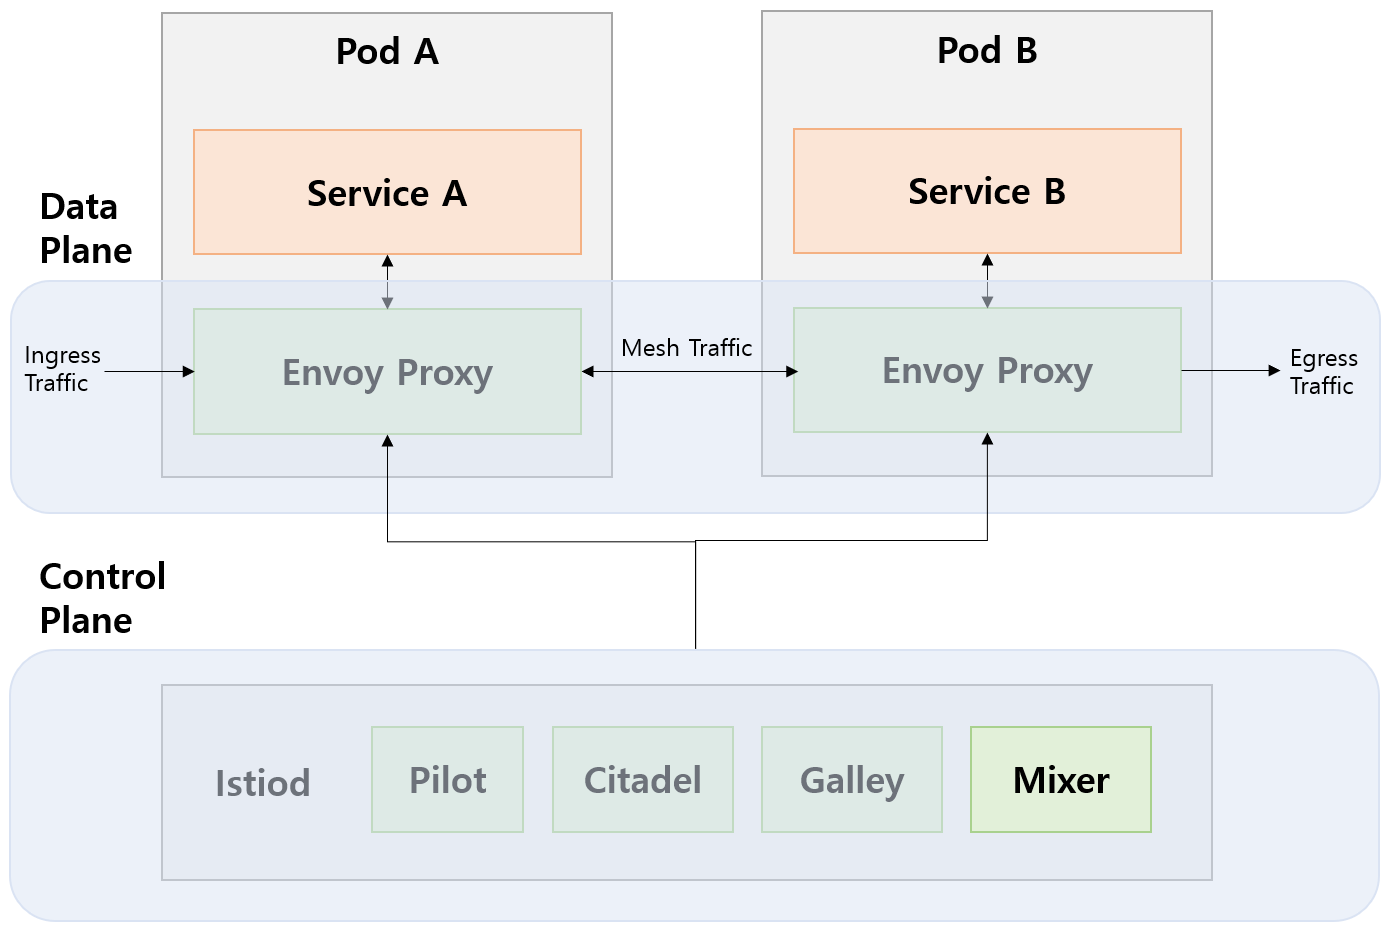 Pod A
Pod B
Service A
Service B
Data
Plane
Ingress
Traffic
Envoy Proxy
Mesh Traffic
Envoy Proxy
Egress
Traffic
Control
Plane
Istiod
Pilot
Citadel
Galley
Mixer